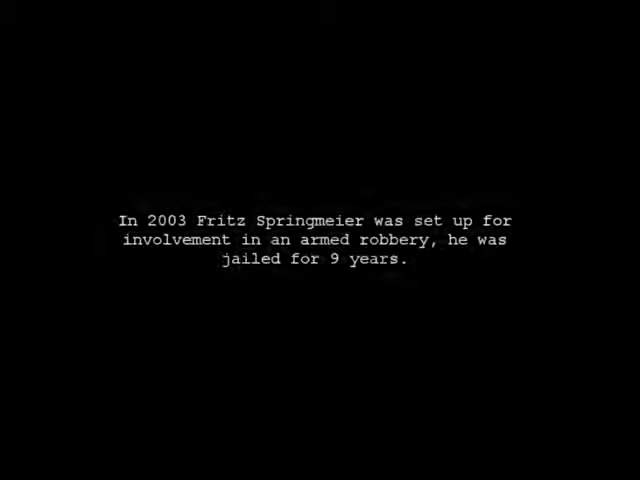 In 2003 Fritz Springmeier was set up for
involvement in an armed robbery, he was
jailed for 9 years.